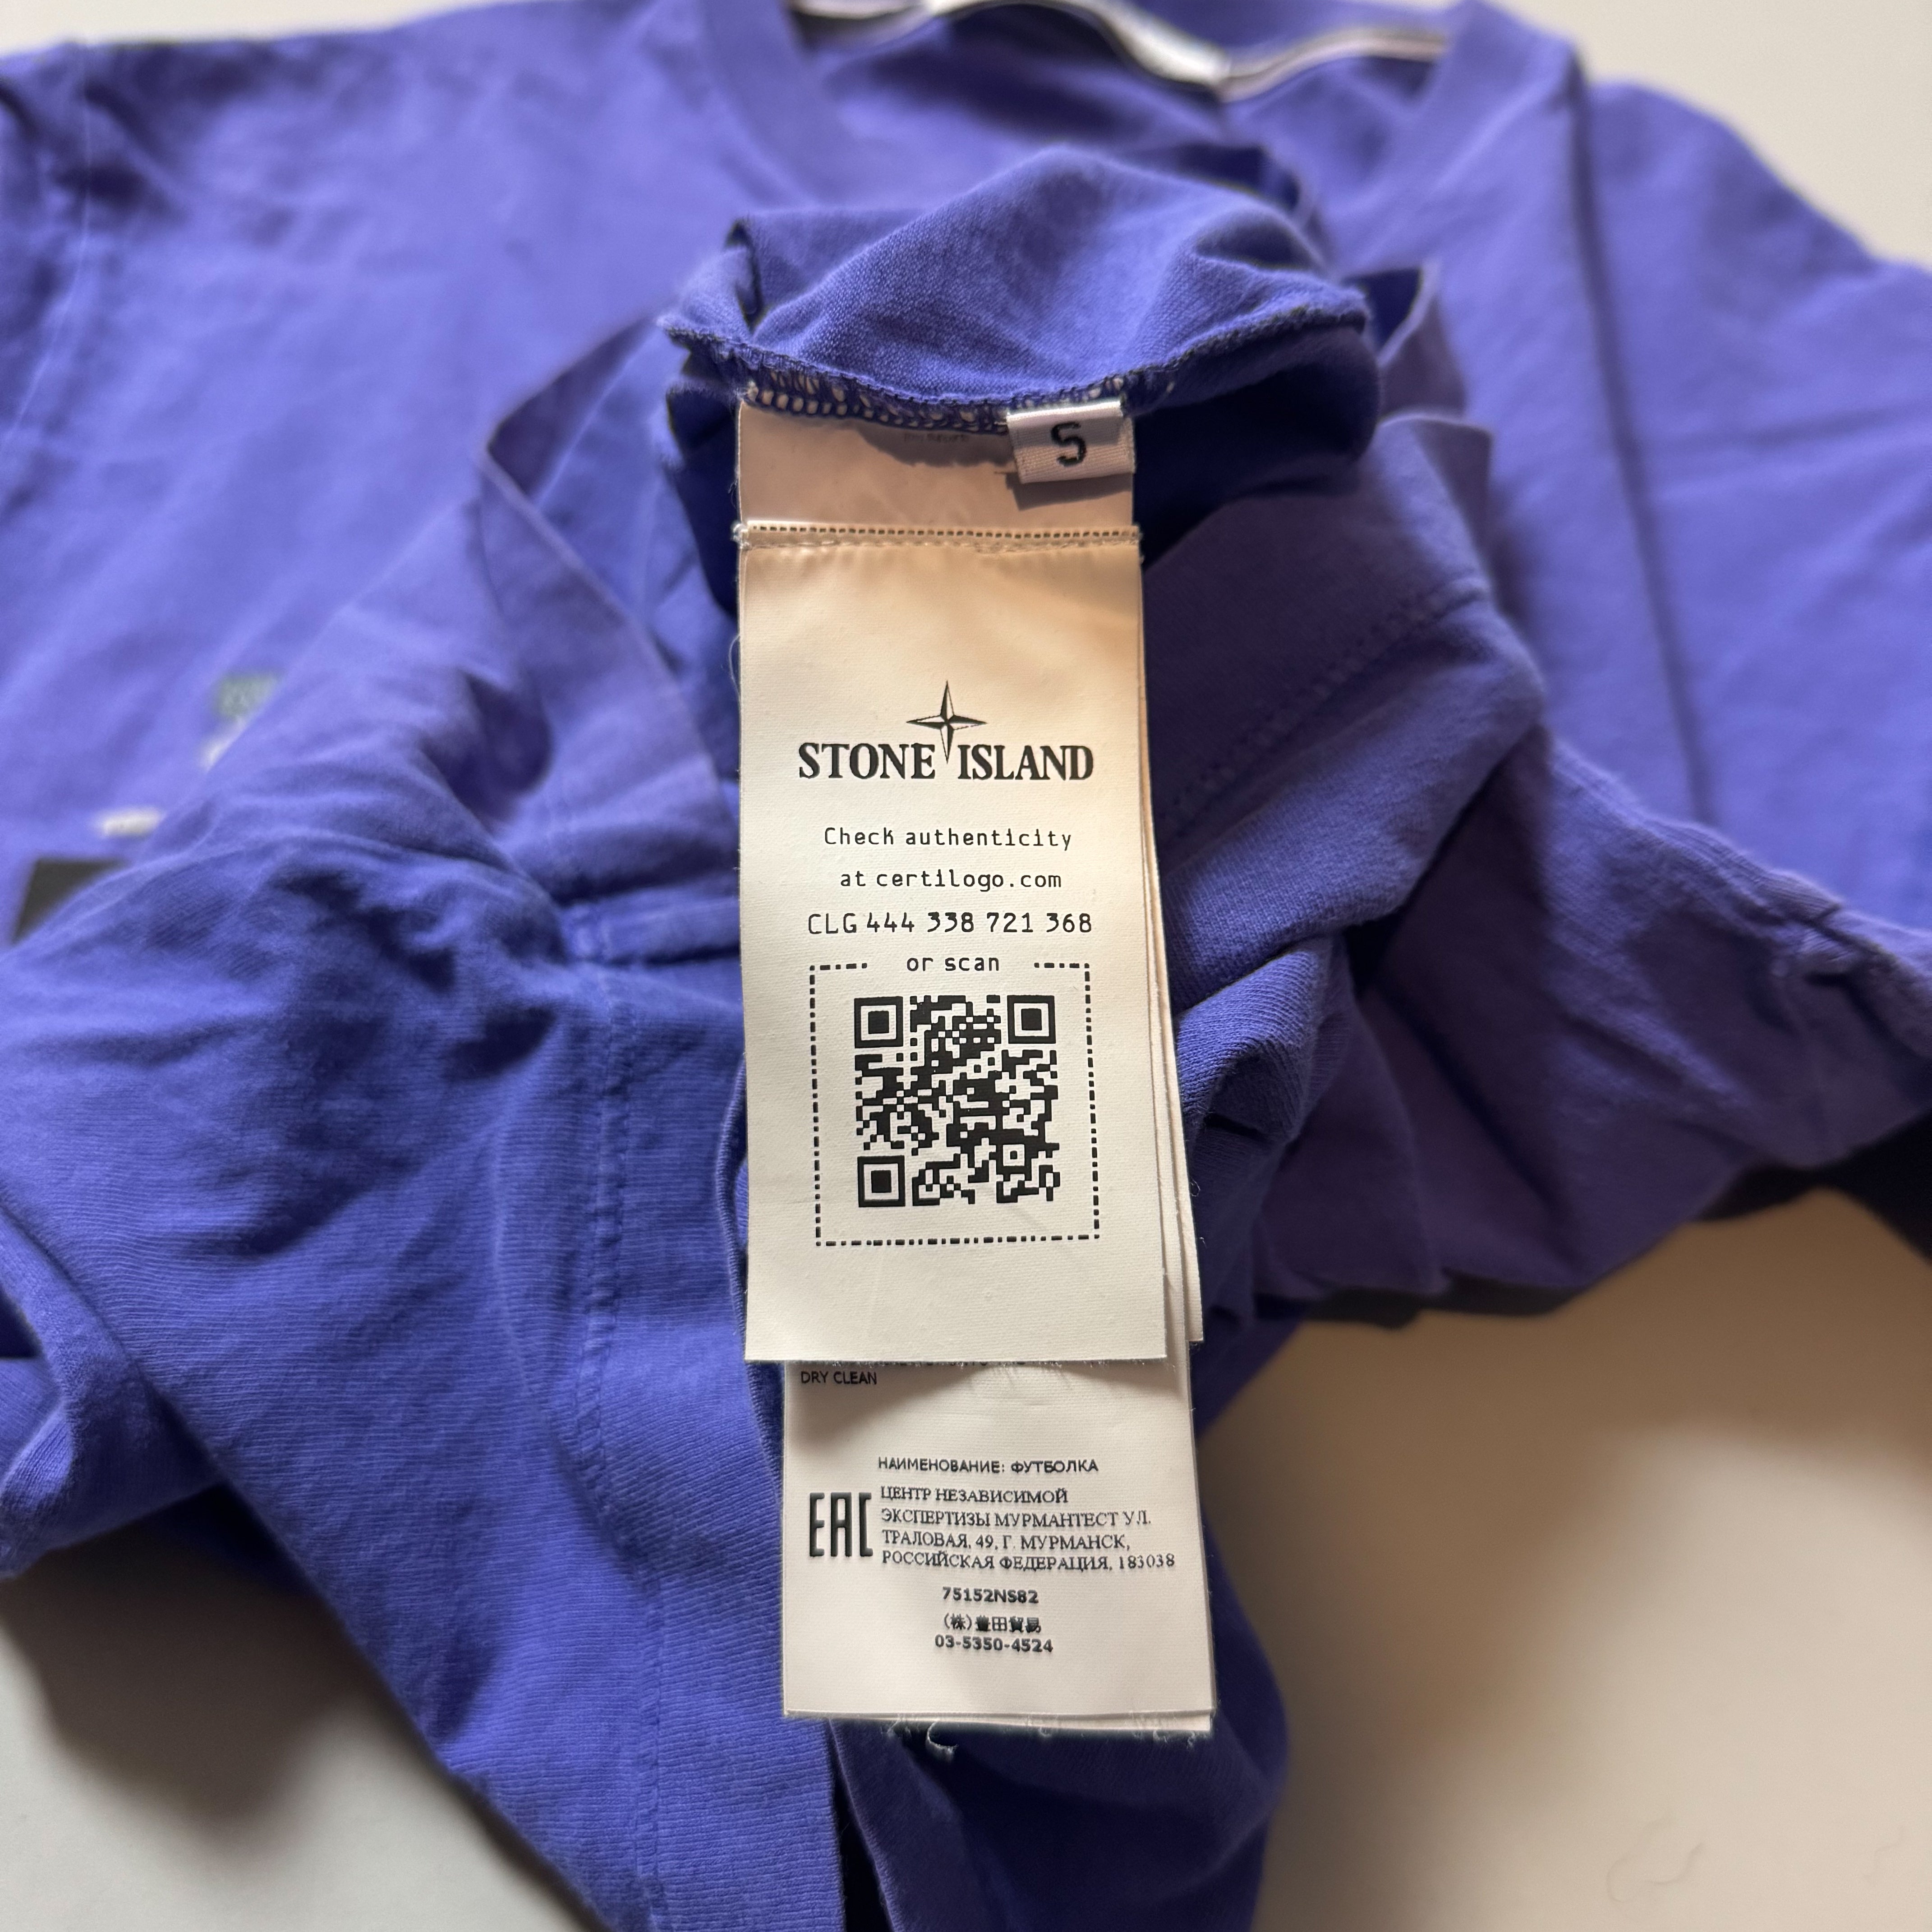 S
STONE ISLAND
Check authenticity
at certilogo.com
CLG 444 338 721 368
or scan
DRY CLEAN
НАИМЕНОВАНИЕ: ФУТБОЛКА
EAC
ЦЕНТР НЕЗАВИСИМОЙ
ЭКСПЕРТИЗЫ МУРМАНТЕСТ УЛ.
ТРАЛОВАЯ, 49, Г. МУРМАНСК,
РОССИЙСКАЯ ФЕДЕРАЦИЯ, 183038
75152NS82
(株)豊田貿易
03-5350-4524